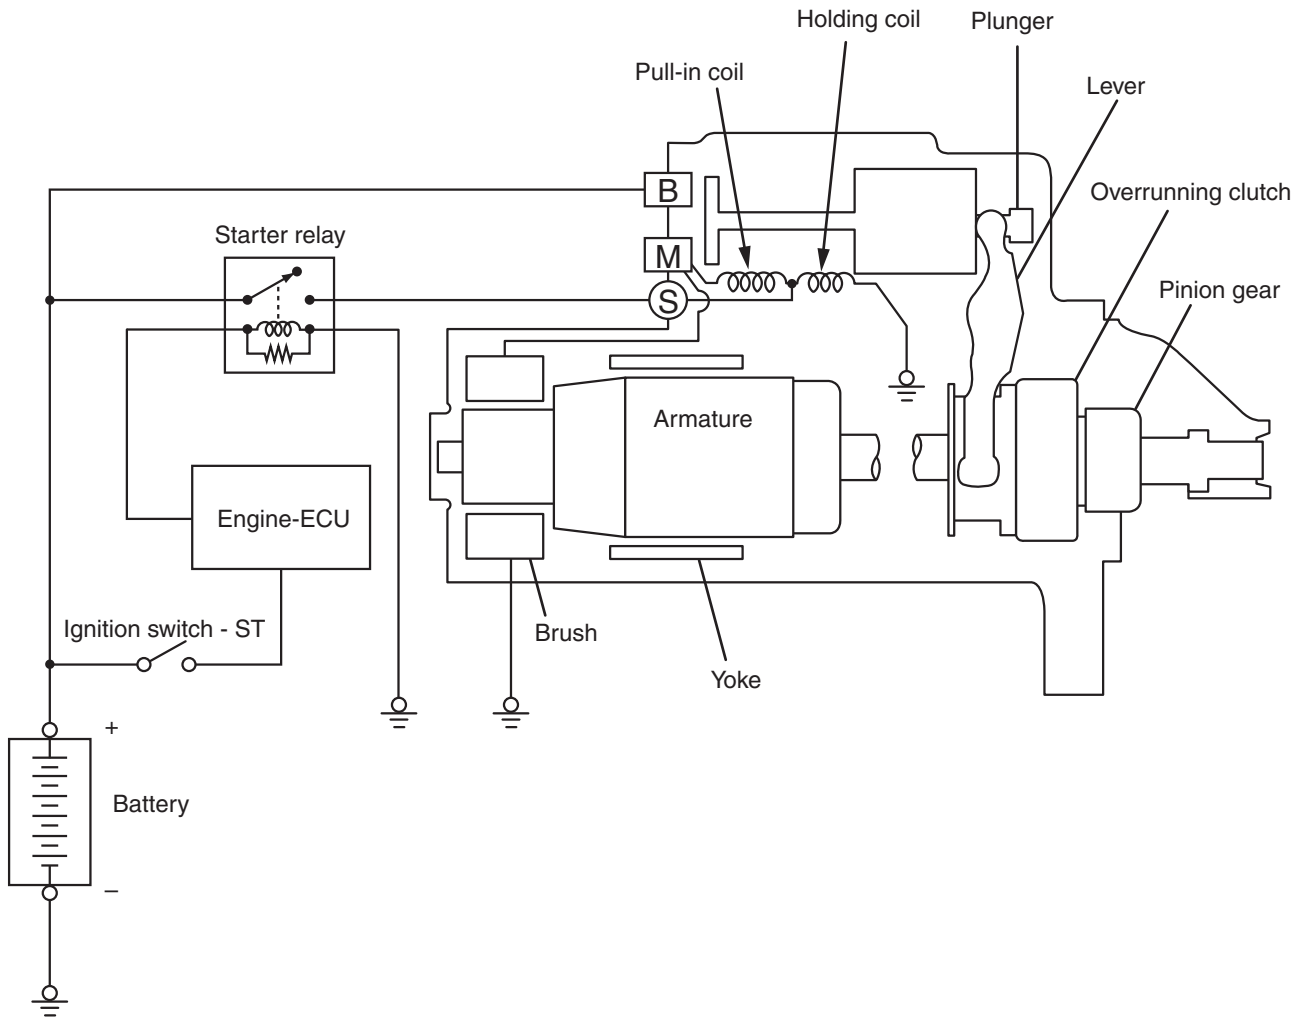 Holding coil
Plunger
Pull-in coil
Lever
B
Overrunning clutch
Starter relay
M
Pinion gear
S
Armature
Engine-ECU
Ignition switch - ST
Brush
Yoke
+
Battery
–